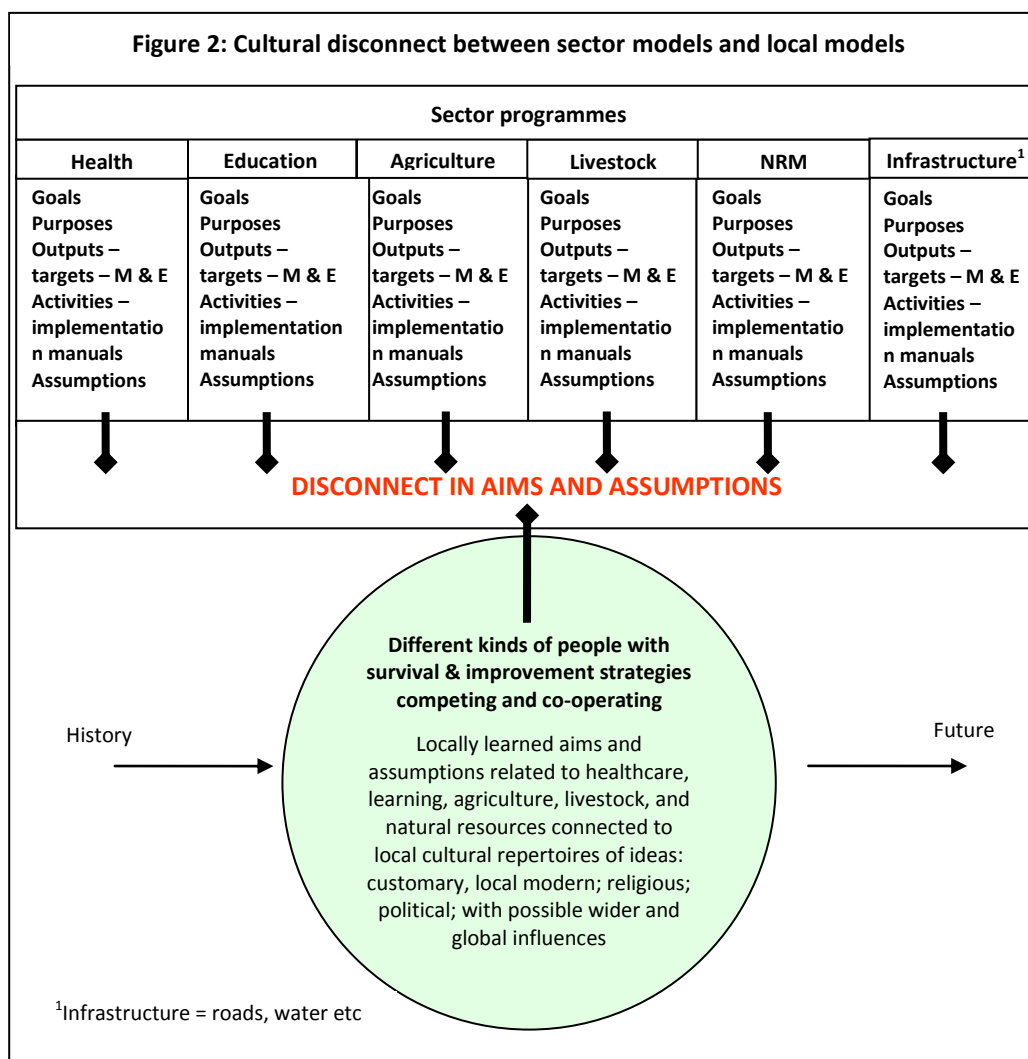 Figure 2: Cultural disconnect between sector models and local models
Sector programmes
Health
Goals
Purposes
Outputs –
targets – M & E
Activities –
implementatio
n manuals
Assumptions
Education
Goals
Purposes
Outputs –
targets – M & E
Activities –
implementation
manuals
Assumptions
Agriculture
Goals
Purposes
Outputs –
targets – M & E
Activities –
implementatio
n manuals
Assumptions
Livestock
Goals
Purposes
Outputs –
targets – M & E
Activities –
implementatio
n manuals
Assumptions
NRM
Goals
Purposes
Outputs –
targets – M & E
Activities –
implementatio
n manuals
Assumptions
Infrastructure¹
Goals
Purposes
Outputs –
targets – M & E
Activities –
implementatio
n manuals
Assumptions
DISCONNECT IN AIMS AND ASSUMPTIONS
Different kinds of people with
survival & improvement strategies
competing and co-operating
History
Future
Locally learned aims and
assumptions related to healthcare,
learning, agriculture, livestock, and
natural resources connected to
local cultural repertoires of ideas:
customary, local modern; religious;
political; with possible wider and
global influences
¹Infrastructure = roads, water etc